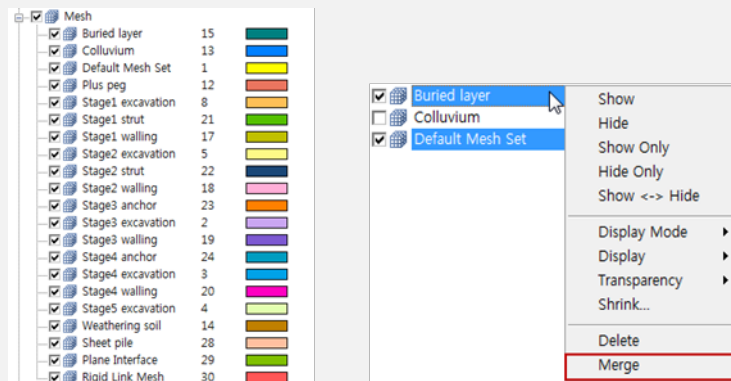 Mesh
Buried layer 15
Colluvium 13
Default Mesh Set 1
Plus peg 12
Stage1 excavation 8
Stage1 strut 21
Stage1 walling 17
Stage2 excavation 5
Stage2 strut 22
Stage2 walling 18
Stage3 anchor 23
Stage3 excavation 2
Stage3 walling 19
Stage4 anchor 24
Stage4 excavation 3
Stage4 walling 20
Stage5 excavation 4
Weathering soil 14
Sheet pile 28
Plane Interface 29
Rigid Link Mesh 30
Buried layer
Colluvium
Default Mesh Set
Show
Hide
Show Only
Hide Only
Show <-> Hide
Display Mode
Display
Transparency
Shrink...
Delete
Merge